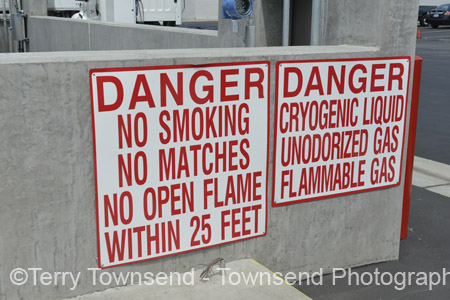 DANGER
NO SMOKING
NO MATCHES
NO OPEN FLAME
WITHIN 25 FEET
DANGER
CRYOGENIC LIQUID
UNODORIZED GAS
FLAMMABLE GAS
©Terry Townsend - Townsend Photograph